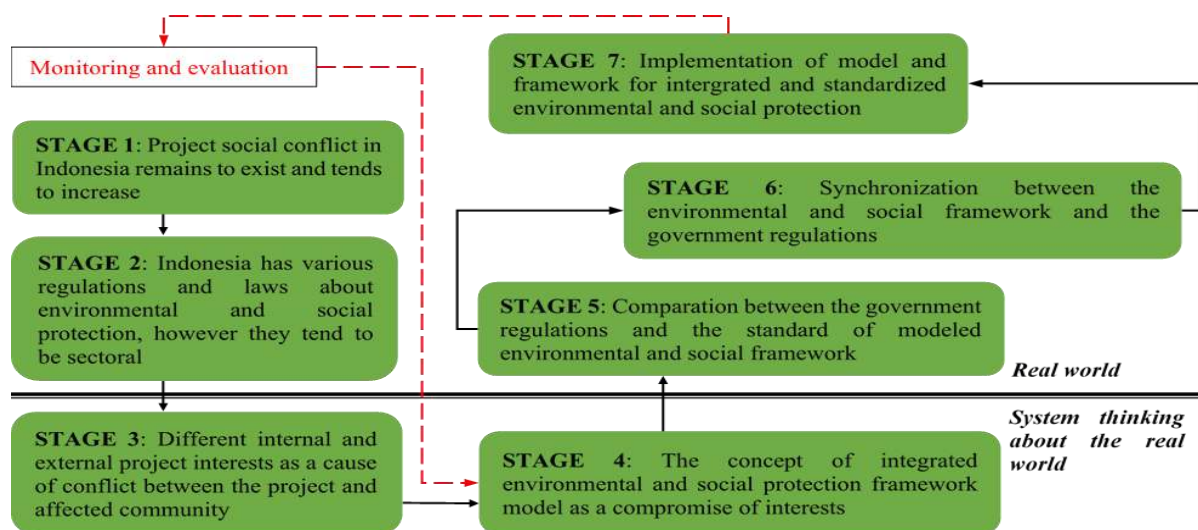 Monitoring and evaluation
STAGE 1: Project social conflict in
Indonesia remains to exist and tends
to increase
STAGE 2: Indonesia has various
regulations and laws about
environmental and social
protection, however they tend to
be sectoral
STAGE 3: Different internal and
external project interests as a cause
of conflict between the project and
affected community
STAGE 4: The concept of integrated
environmental and social protection framework
model as a compromise of interests
STAGE 5: Comparation between the government
regulations and the standard of modeled
environmental and social framework
STAGE 6: Synchronization between the
environmental and social framework and the
government regulations
STAGE 7: Implementation of model and
framework for intergrated and standardized
environmental and social protection
Real world
System thinking
about the real
world